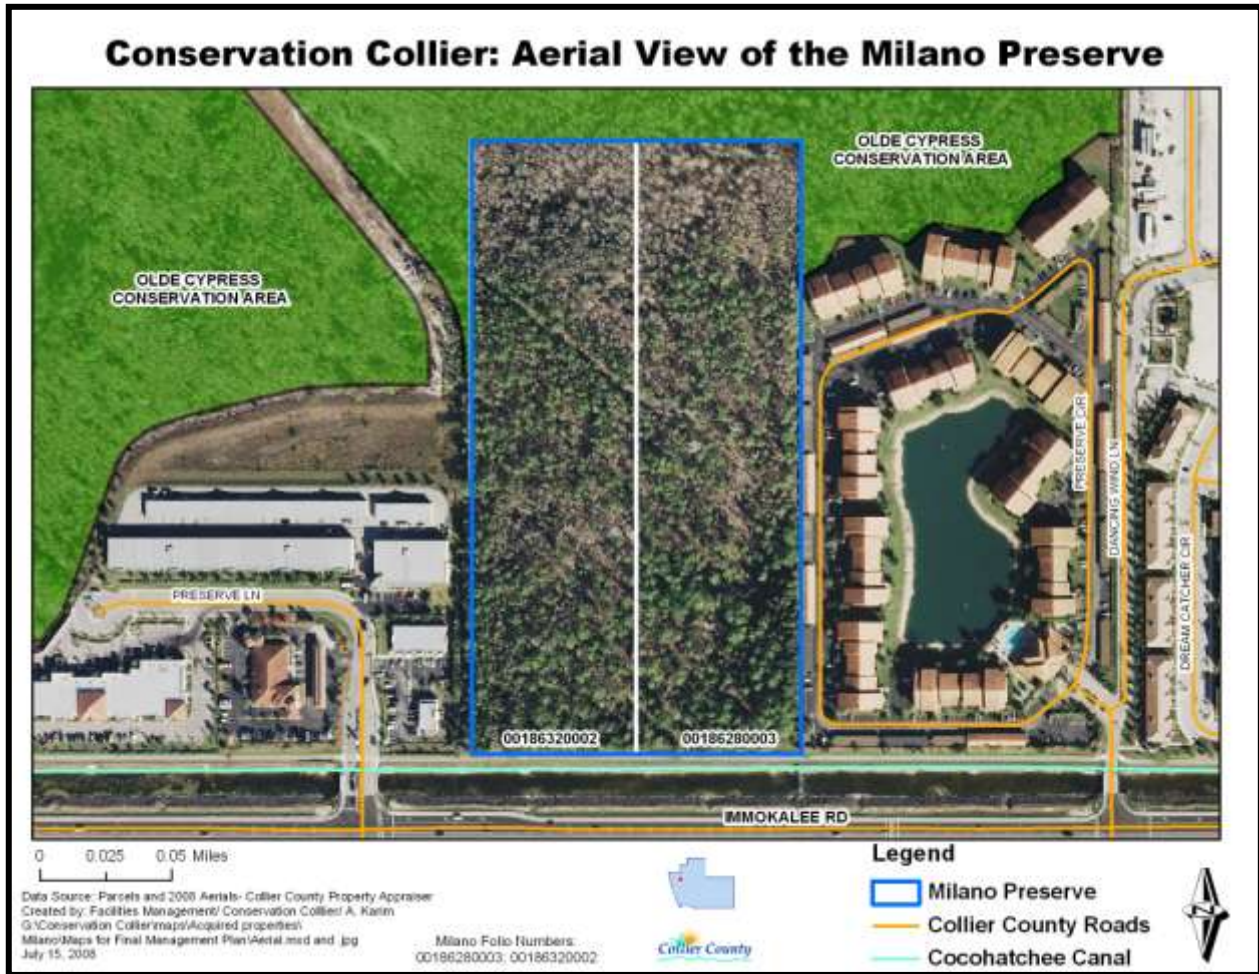 Conservation Collier: Aerial View of the Milano Preserve
OLDE CYPRESS
CONSERVATION AREA
OLDE CYPRESS
CONSERVATION AREA
PRESERVE CIR
DANCING WIND LN
DREAM CATCHER CIR
PRESERVE LN
00186320002
00186280003
IMMOKALEE RD
0 0.025 0.05 Miles
Data Source: Parcels and 2008 Aerials- Collier County Property Appraiser
Created by: Facilities Management/ Conservation Collier/ A. Karim
G:\Conservation Collier\maps\Acquired properties\
Milano\Maps for Final Management Plan\Aerial.mxd and .jpg
July 15, 2008
Milano Folio Numbers:
00186280003; 00186320002
Collier County
Legend
Milano Preserve
Collier County Roads
Cocohatchee Canal
N